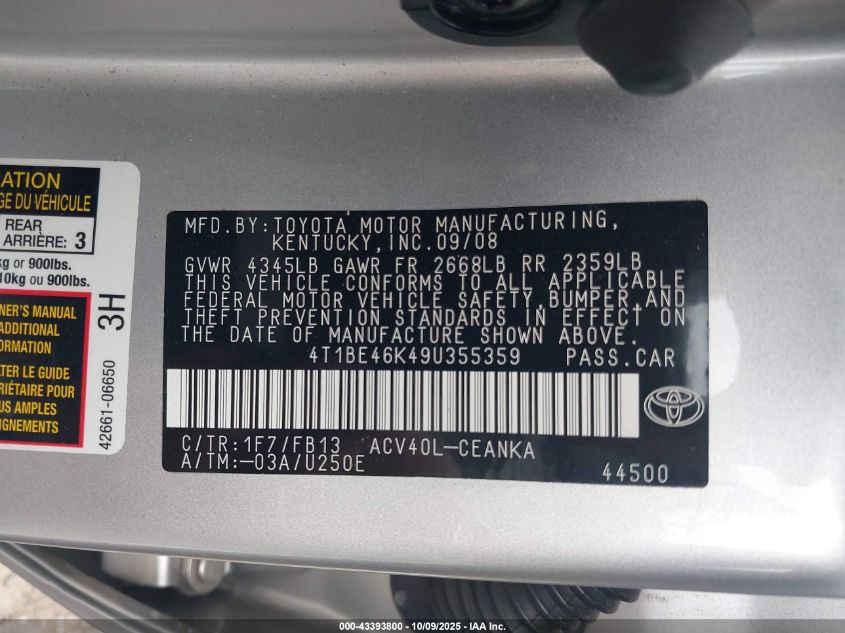 ATION
GE DU VÉHICULE
REAR
ARRIÈRE: 3
kg or 900lbs.
10kg ou 900lbs.
NER'S MANUAL
ADDITIONAL
ORMATION
LTER LE GUIDE
RIÉTAIRE POUR
US AMPLES
IGNEMENTS
3H
42661-06650
MFD.BY:TOYOTA MOTOR MANUFACTURING,
KENTUCKY,INC.09/08
GVWR 4345LB GAWR FR 2668LB RR 2359LB
THIS VEHICLE CONFORMS TO ALL APPLICABLE
FEDERAL MOTOR VEHICLE SAFETY,BUMPER,AND
THEFT PREVENTION STANDARDS IN EFFECT ON
THE DATE OF MANUFACTURE SHOWN ABOVE.
4T1BE46K49U355359 PASS.CAR
C/TR:1F7/FB13 ACV40L-CEANKA
A/TM:-03A/U250E
44500
000-43393800 - 10/09/2025 - IAA Inc.